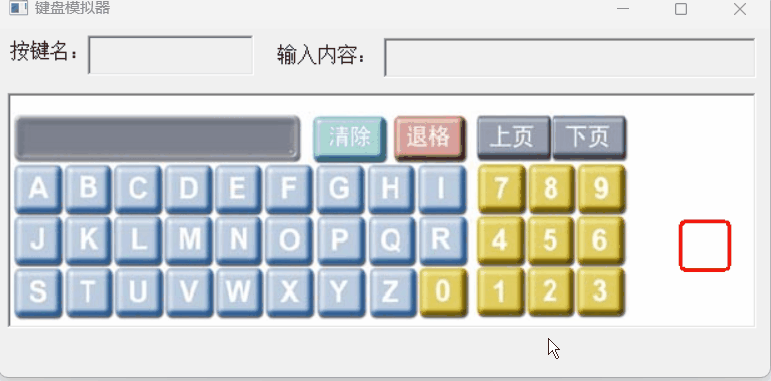 键盘模拟器
按键名： 输入内容：
清除 退格 上页 下页
A B C D E F G H I 7 8 9
J K L M N O P Q R 4 5 6
S T U V W X Y Z 0 1 2 3